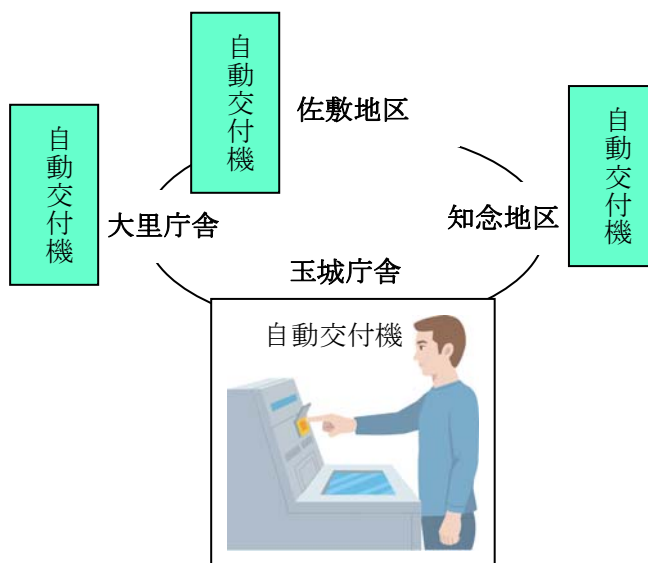 自動交付機
佐敷地区
自動交付機
大里庁舎
自動交付機
知念地区
玉城庁舎
自動交付機